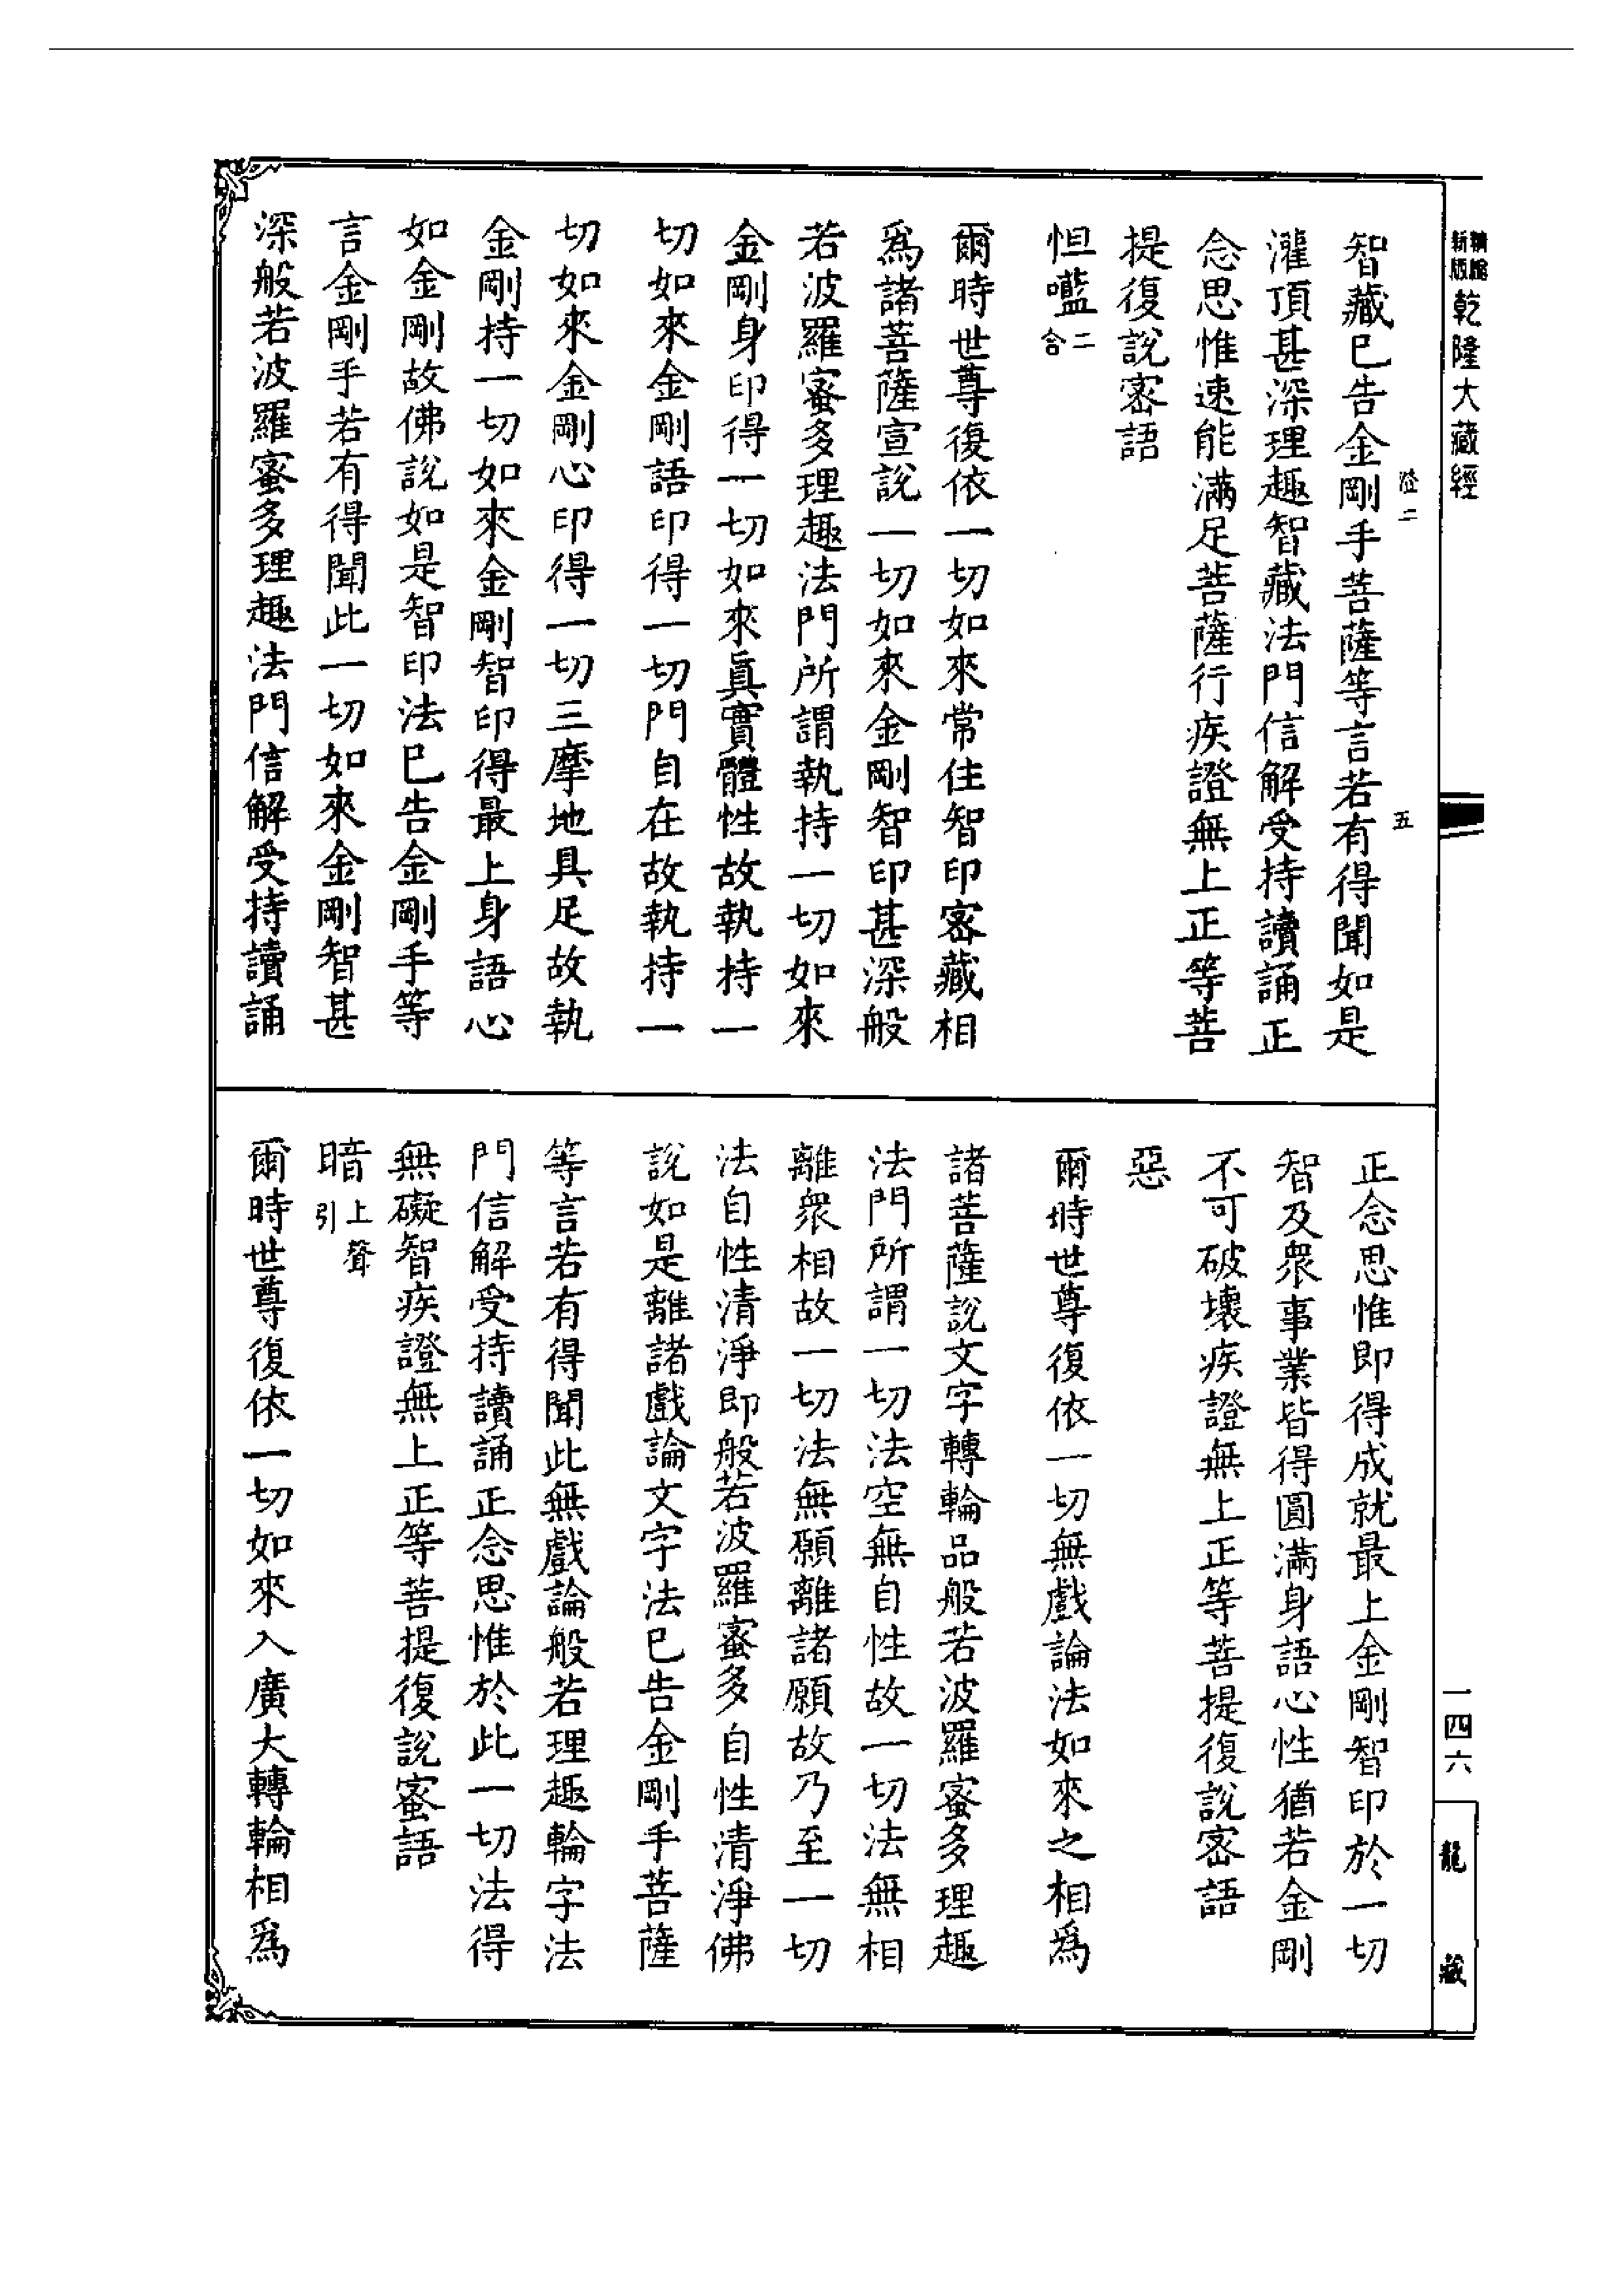 新版 乾隆大藏經
智藏巳告金剛手菩薩等言若有得聞如是
灌頂甚深理趣智藏法門信解受持讀誦正
念思惟速能滿足菩薩行疾證無上正等菩
提復說密語
怛囕二合
爾時世尊復依一切如來常住智印密藏相
爲諸菩薩宣說一切如來金剛智印甚深般
若波羅蜜多理趣法門所謂執持一切如來
金剛身印得一切如來眞實體性故執持一
切如來金剛語印得一切門自在故執持一
切如來金剛心印得一切三摩地具足故執
金剛持一切如來金剛智印得最上身語心
如金剛故佛說如是智印法巳告金剛手等
言金剛手若有得聞此一切如來金剛智甚
深般若波羅蜜多理趣法門信解受持讀誦
正念思惟即得成就最上金剛智印於一切
智及衆事業皆得圓滿身語心性猶若金剛
不可破壞疾證無上正等菩提復說密語
惡
爾時世尊復依一切無戲論法如來之相爲
諸菩薩說文字轉輪品般若波羅蜜多理趣
法門所謂一切法空無自性故一切法無相
離衆相故一切法無願離諸願故乃至一切
法自性清淨即般若波羅蜜多自性清淨佛
說如是離諸戲論文字法巳告金剛手菩薩
等言若有得聞此無戲論般若理趣輪字法
門信解受持讀誦正念思惟於此一切法得
無礙智疾證無上正等菩提復說蜜語
暗上聲引
爾時世尊復依一切如來入廣大轉輪相爲
二
五
一四六
龍藏